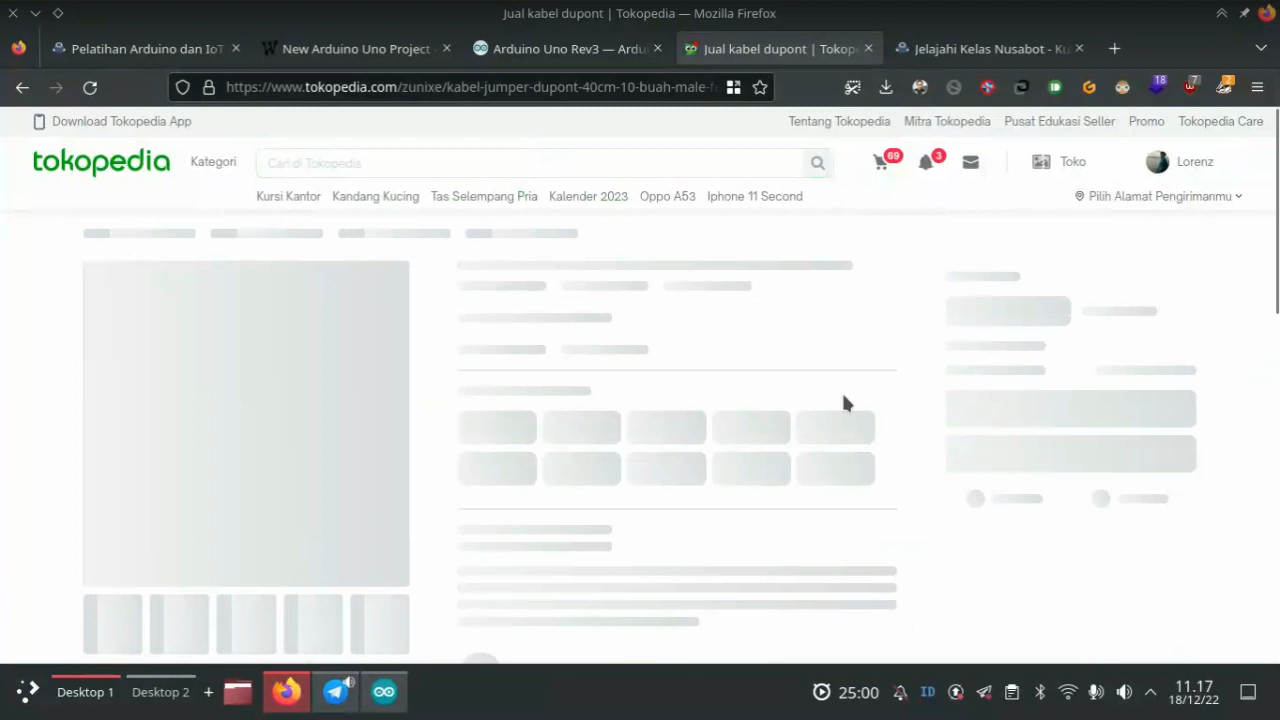 Jual kabel dupont | Tokopedia — Mozilla Firefox
Pelatihan Arduino dan IoT
New Arduino Uno Project -
Arduino Uno Rev3 — Ardu
Jual kabel dupont | Tokope
Jelajahi Kelas Nusabot - Ku
https://www.tokopedia.com/zunixe/kabel-jumper-dupont-40cm-10-buah-male-f
18
7
2
Download Tokopedia App
Tentang Tokopedia
Mitra Tokopedia
Pusat Edukasi Seller
Promo
Tokopedia Care
tokopedia
Kategori
Cari di Tokopedia
69
3
Toko
Lorenz
Kursi Kantor
Kandang Kucing
Tas Selempang Pria
Kalender 2023
Oppo A53
Iphone 11 Second
Pilih Alamat Pengirimanmu
Desktop 1
Desktop 2
25:00
ID
11.17
18/12/22